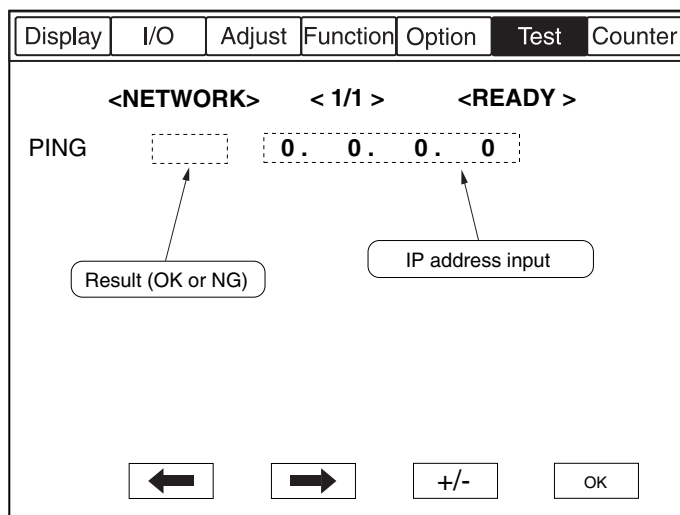 Display I/O Adjust Function Option Test Counter
<NETWORK> < 1/1 > <READY >
PING 0. 0. 0. 0
Result (OK or NG)
IP address input
+/- OK